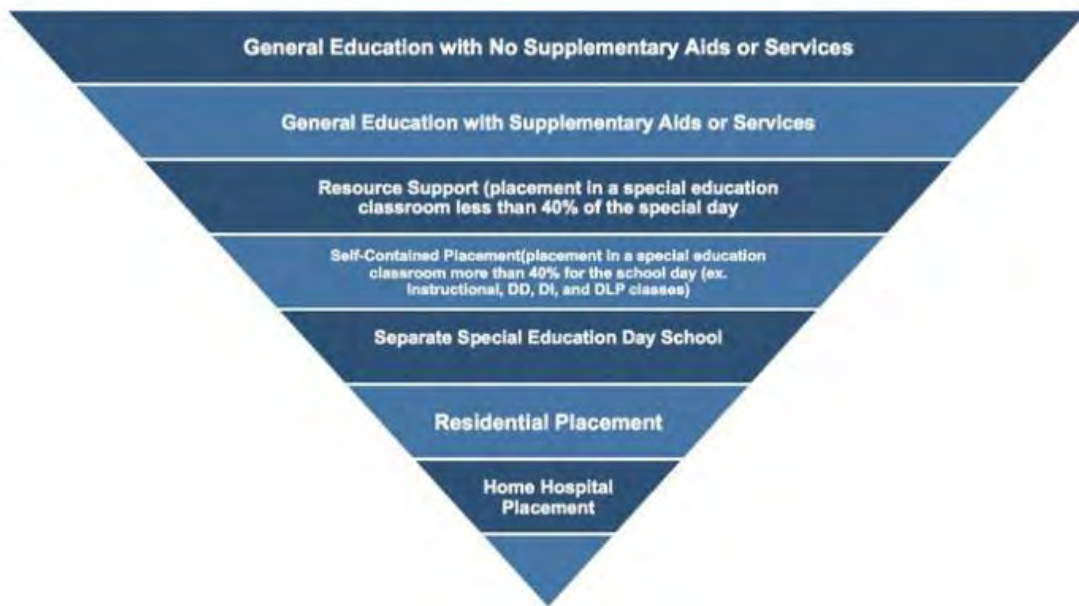 General Education with No Supplementary Aids or Services
General Education with Supplementary Aids or Services
Resource Support (placement in a special education
classroom less than 40% of the special day
Self-Contained Placement(placement in a special education
classroom more than 40% for the school day (ex.
Instructional, DD, DI, and DLP classes)
Separate Special Education Day School
Residential Placement
Home Hospital
Placement